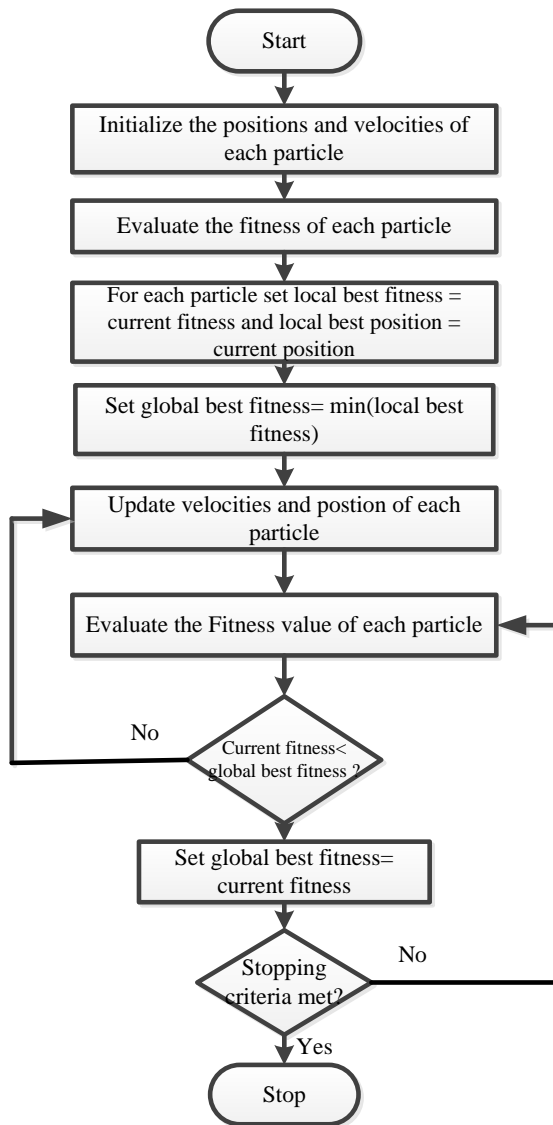 Start
Initialize the positions and velocities of
each particle
Evaluate the fitness of each particle
For each particle set local best fitness =
current fitness and local best position =
current position
Set global best fitness= min(local best
fitness)
Update velocities and postion of each
particle
Evaluate the Fitness value of each particle
No
Current fitness<
global best fitness ?
Set global best fitness=
current fitness
No
Stopping
criteria met?
Yes
Stop